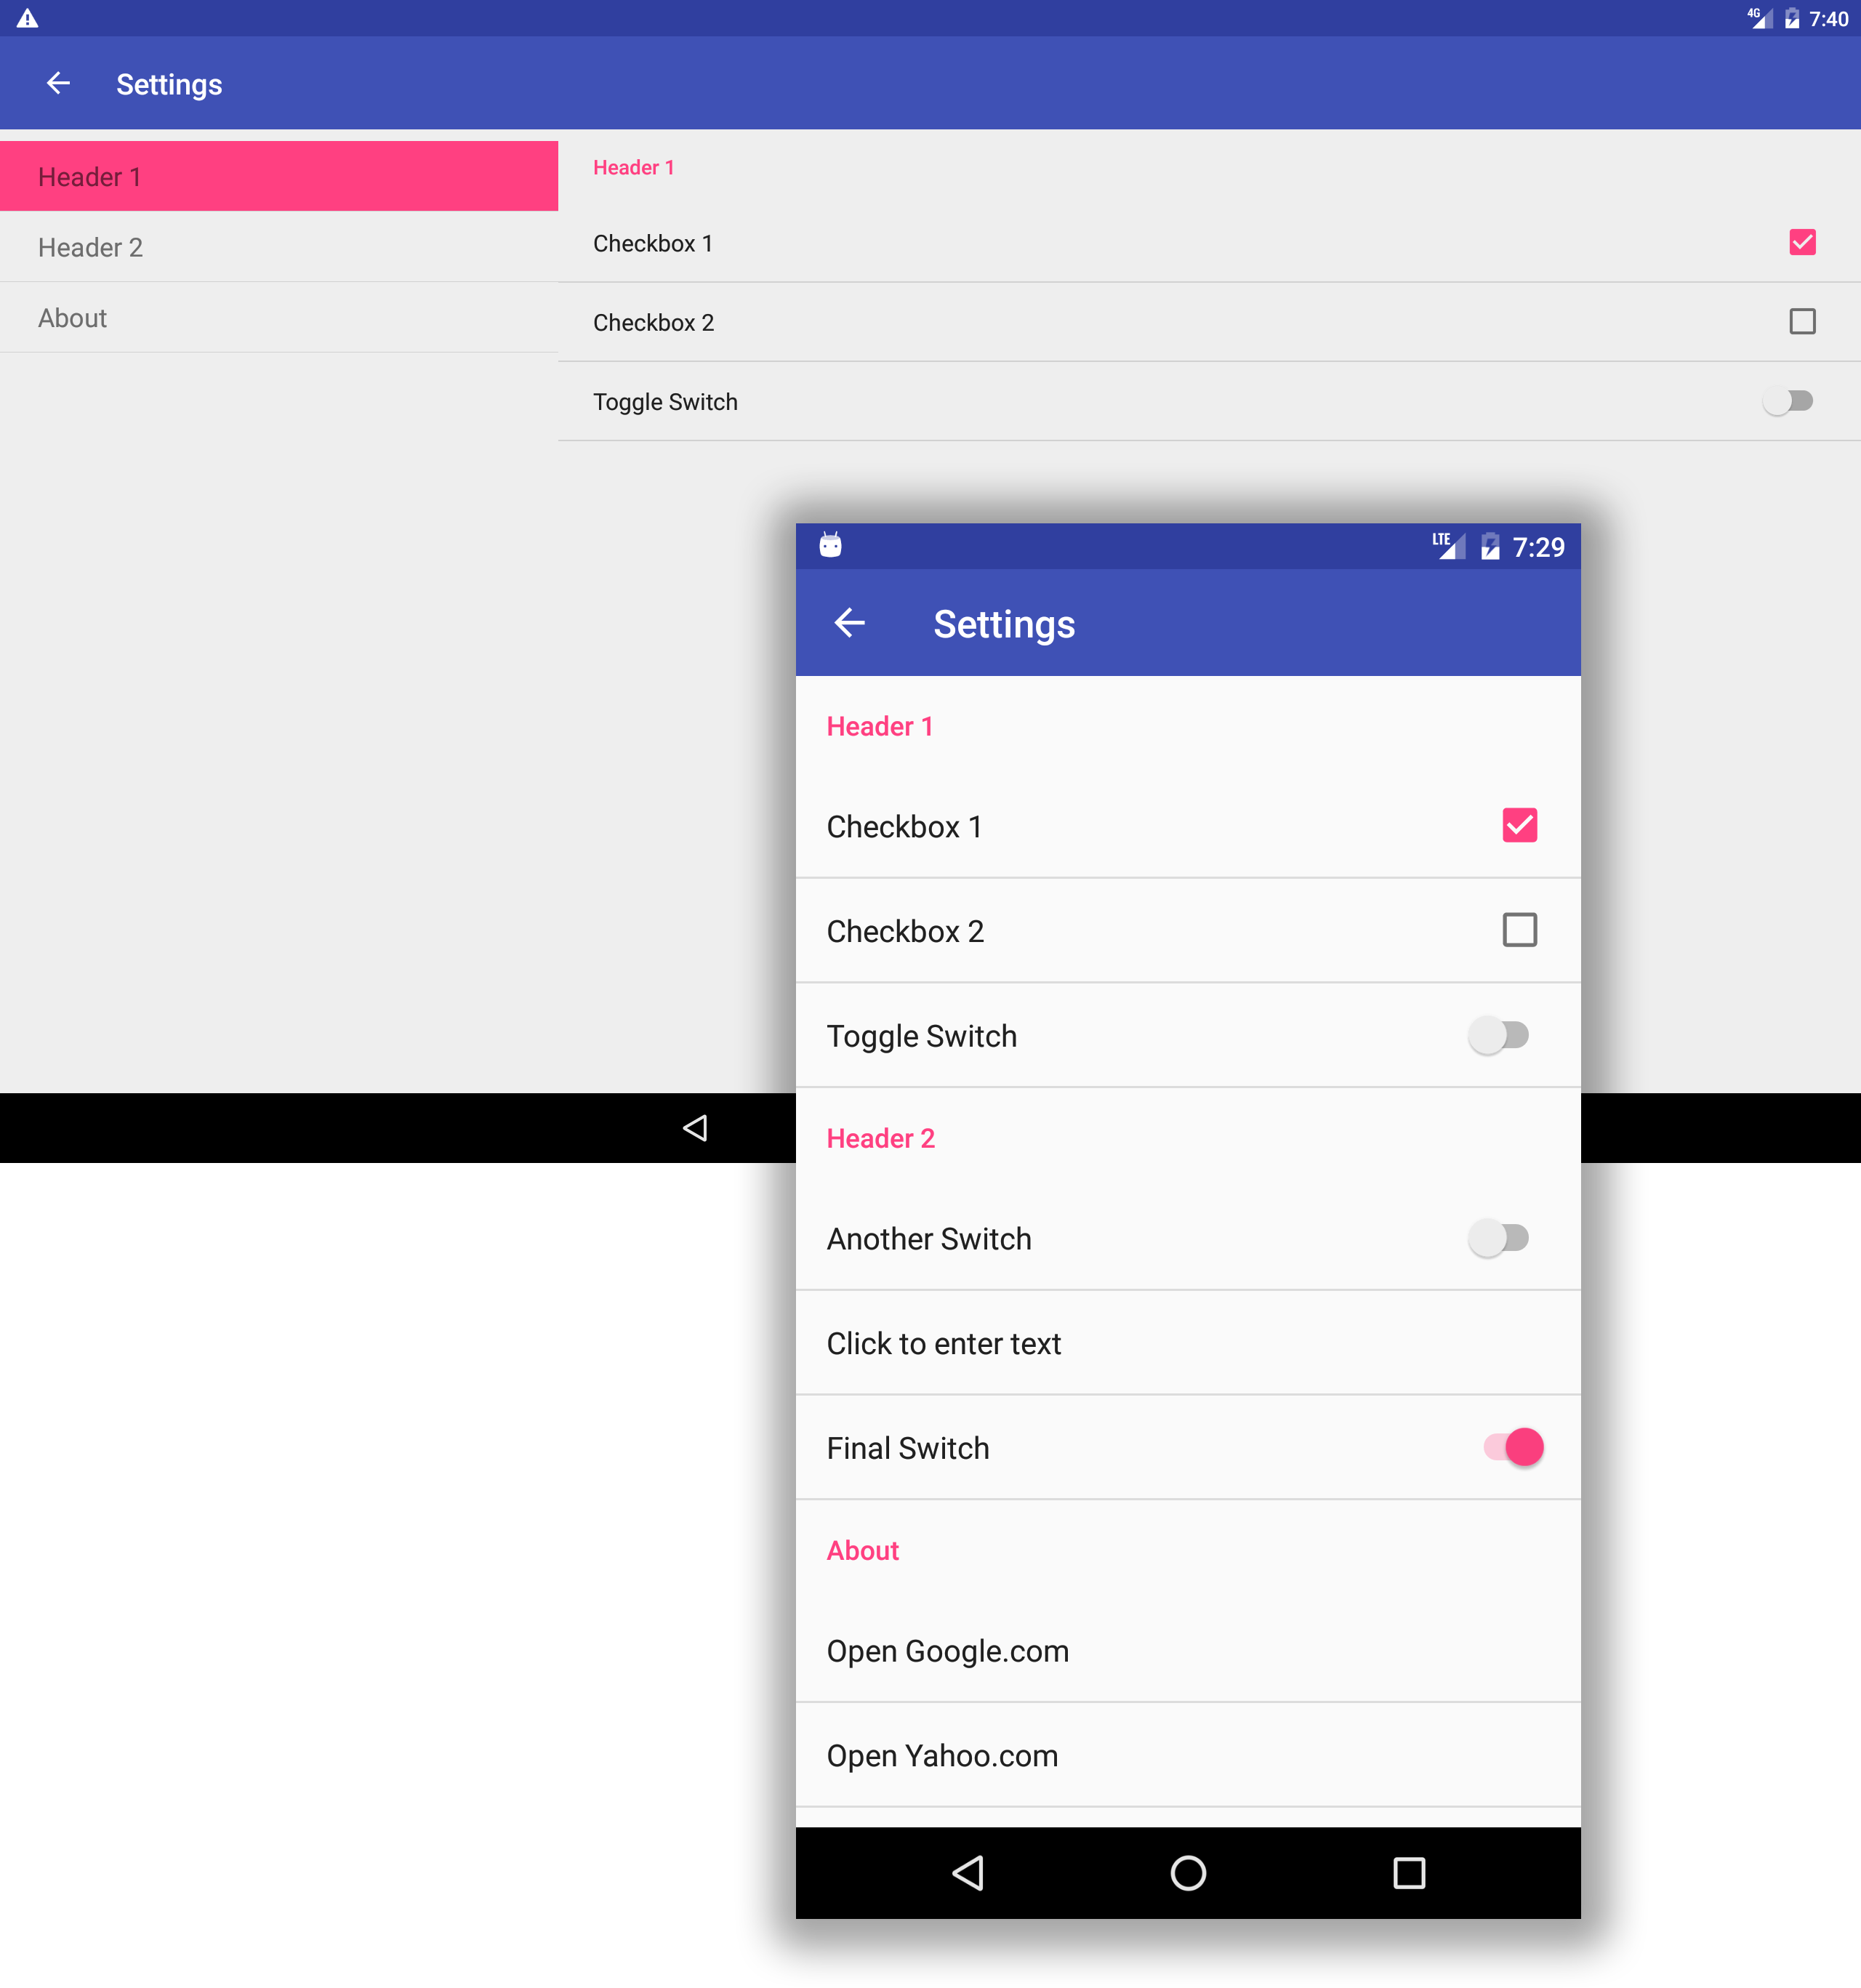 4G 7:40
Settings
Header 1
Header 2
About
Header 1
Checkbox 1
Checkbox 2
Toggle Switch
LTE 7:29
Settings
Header 1
Checkbox 1
Checkbox 2
Toggle Switch
Header 2
Another Switch
Click to enter text
Final Switch
About
Open Google.com
Open Yahoo.com